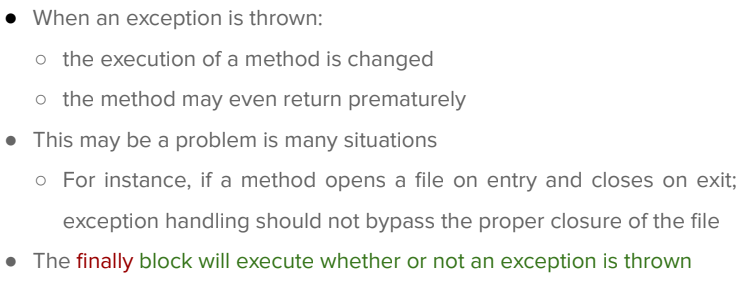 ● When an exception is thrown:
○ the execution of a method is changed
○ the method may even return prematurely
● This may be a problem is many situations
○ For instance, if a method opens a file on entry and closes on exit;
exception handling should not bypass the proper closure of the file
● The finally block will execute whether or not an exception is thrown